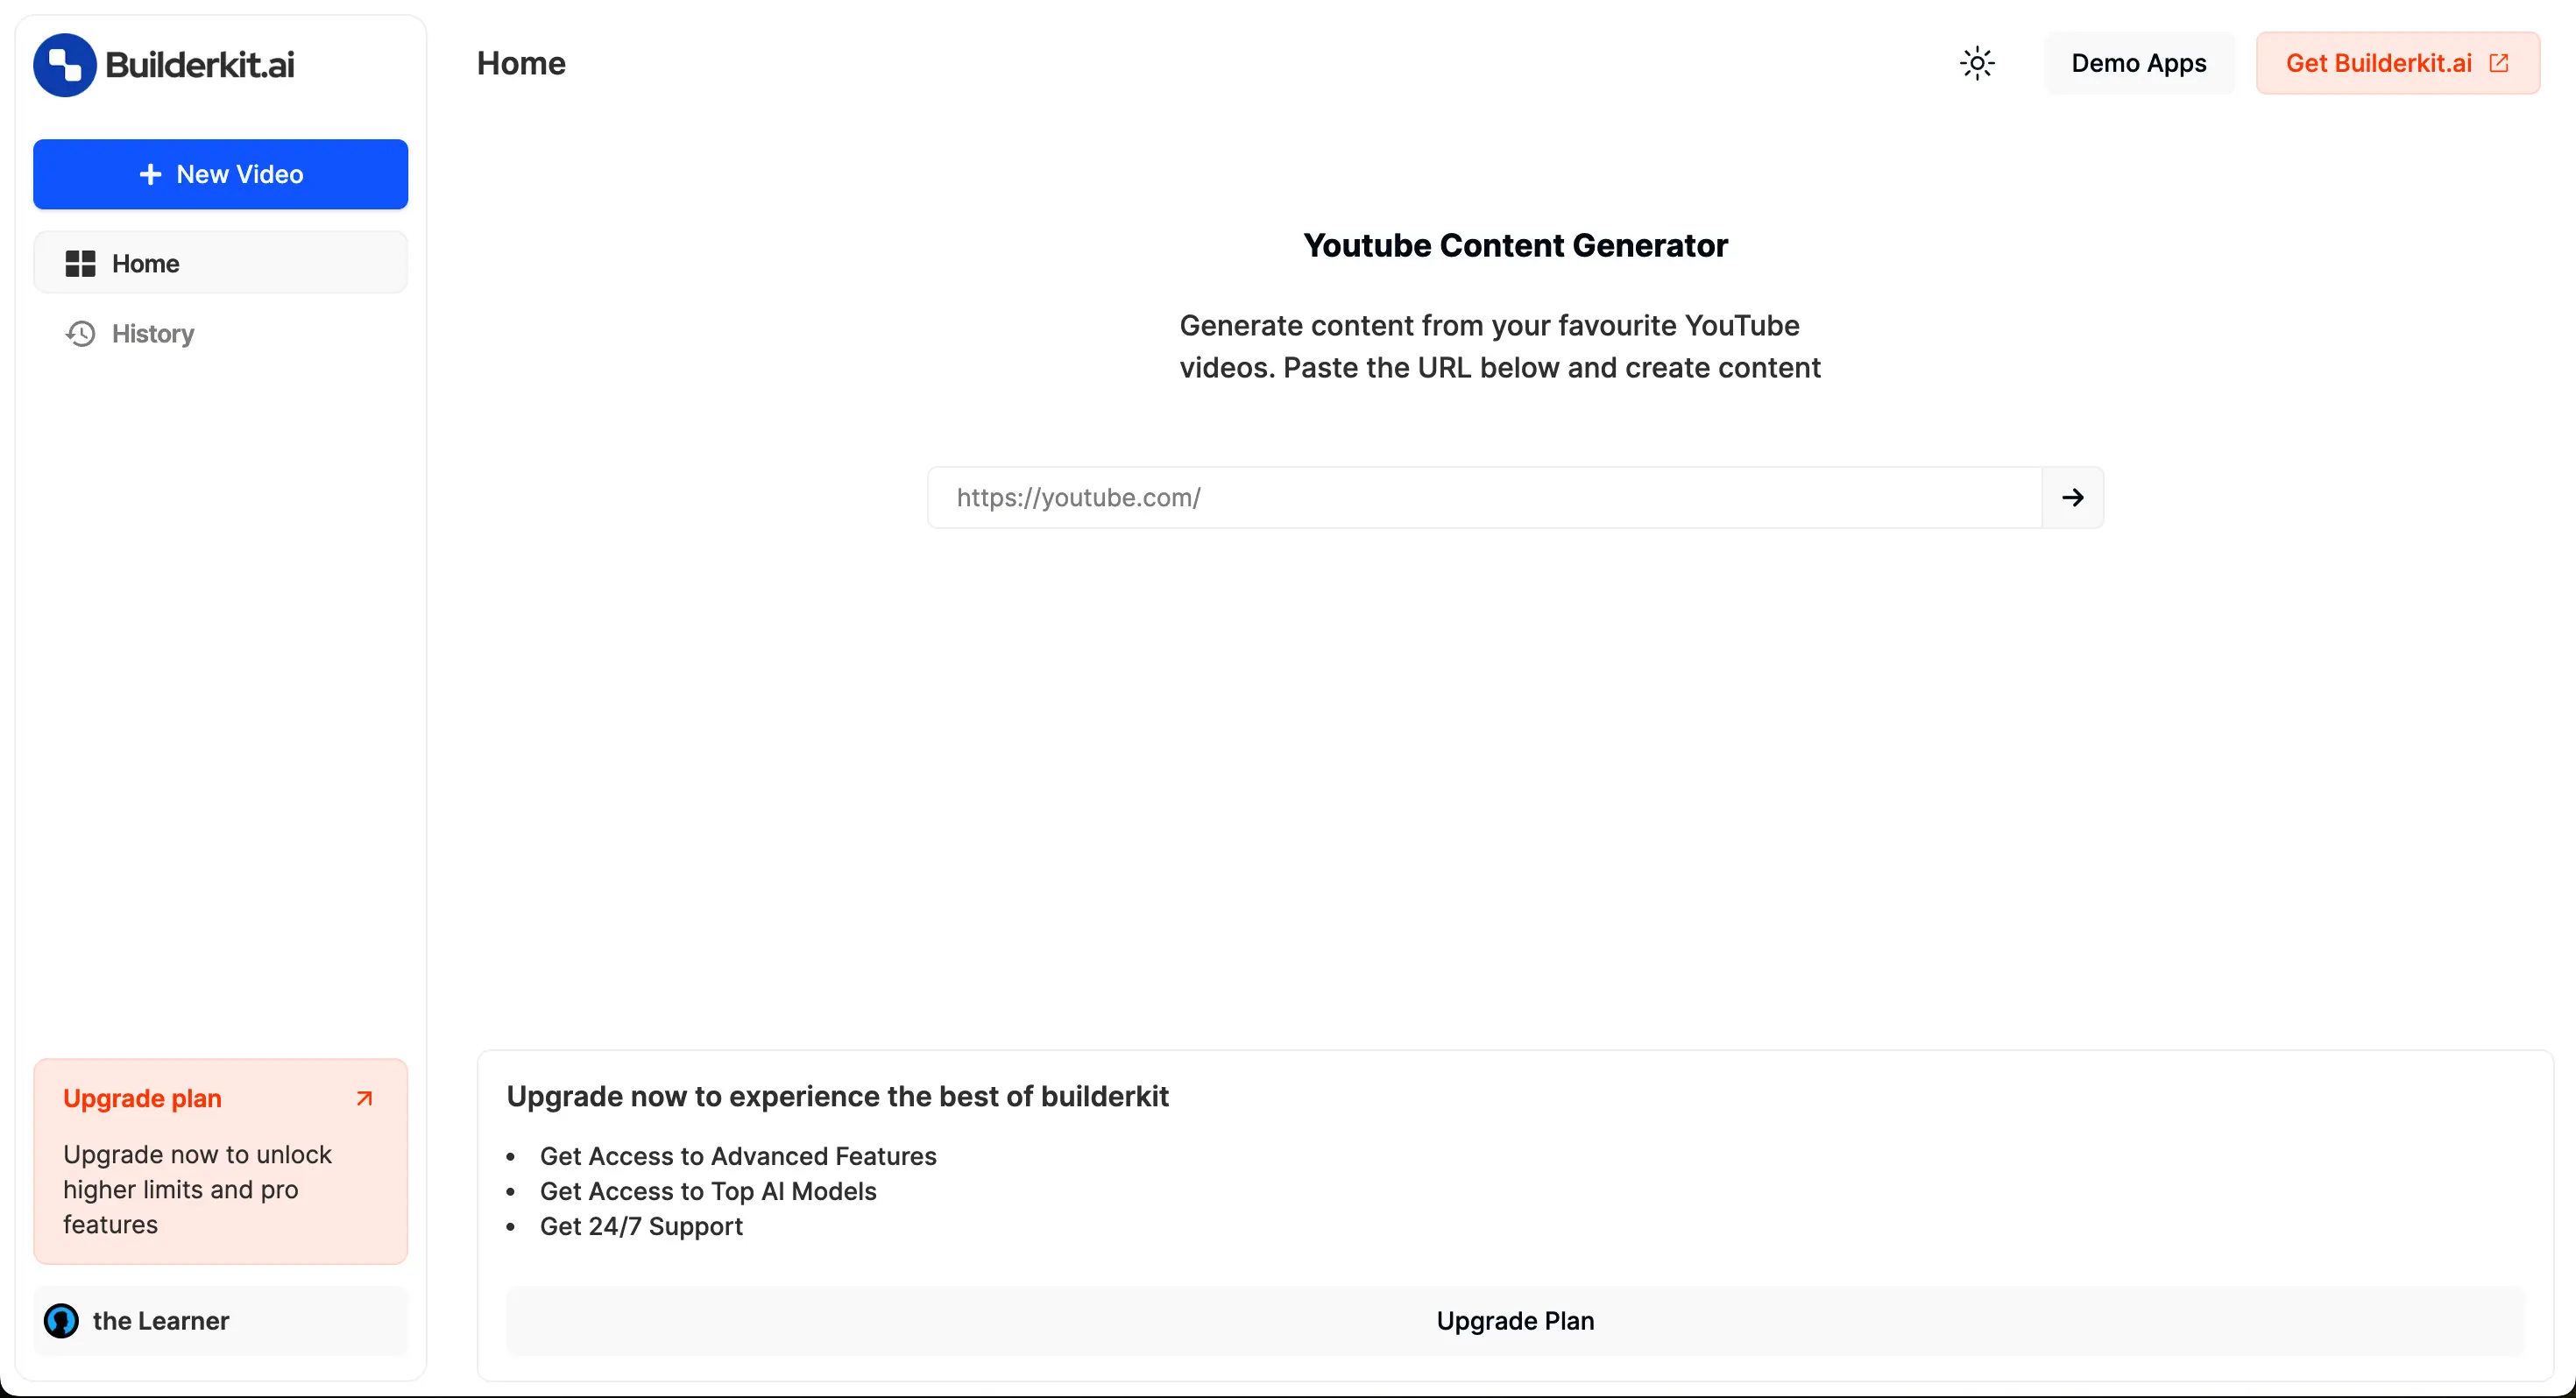 Builderkit.ai
New Video
Home
History
Upgrade plan
Upgrade now to unlock
higher limits and pro
features
the Learner
Home
Demo Apps
Get Builderkit.ai
Youtube Content Generator
Generate content from your favourite YouTube
videos. Paste the URL below and create content
https://youtube.com/
Upgrade now to experience the best of builderkit
• Get Access to Advanced Features
• Get Access to Top AI Models
• Get 24/7 Support
Upgrade Plan